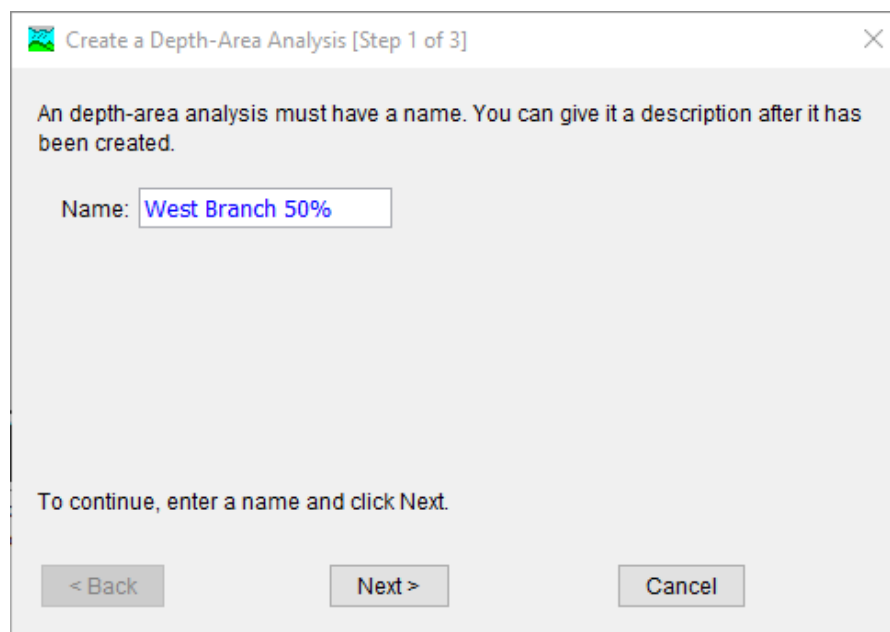 Create a Depth-Area Analysis [Step 1 of 3]
An depth-area analysis must have a name. You can give it a description after it has
been created.
Name: West Branch 50%
To continue, enter a name and click Next.
< Back Next > Cancel